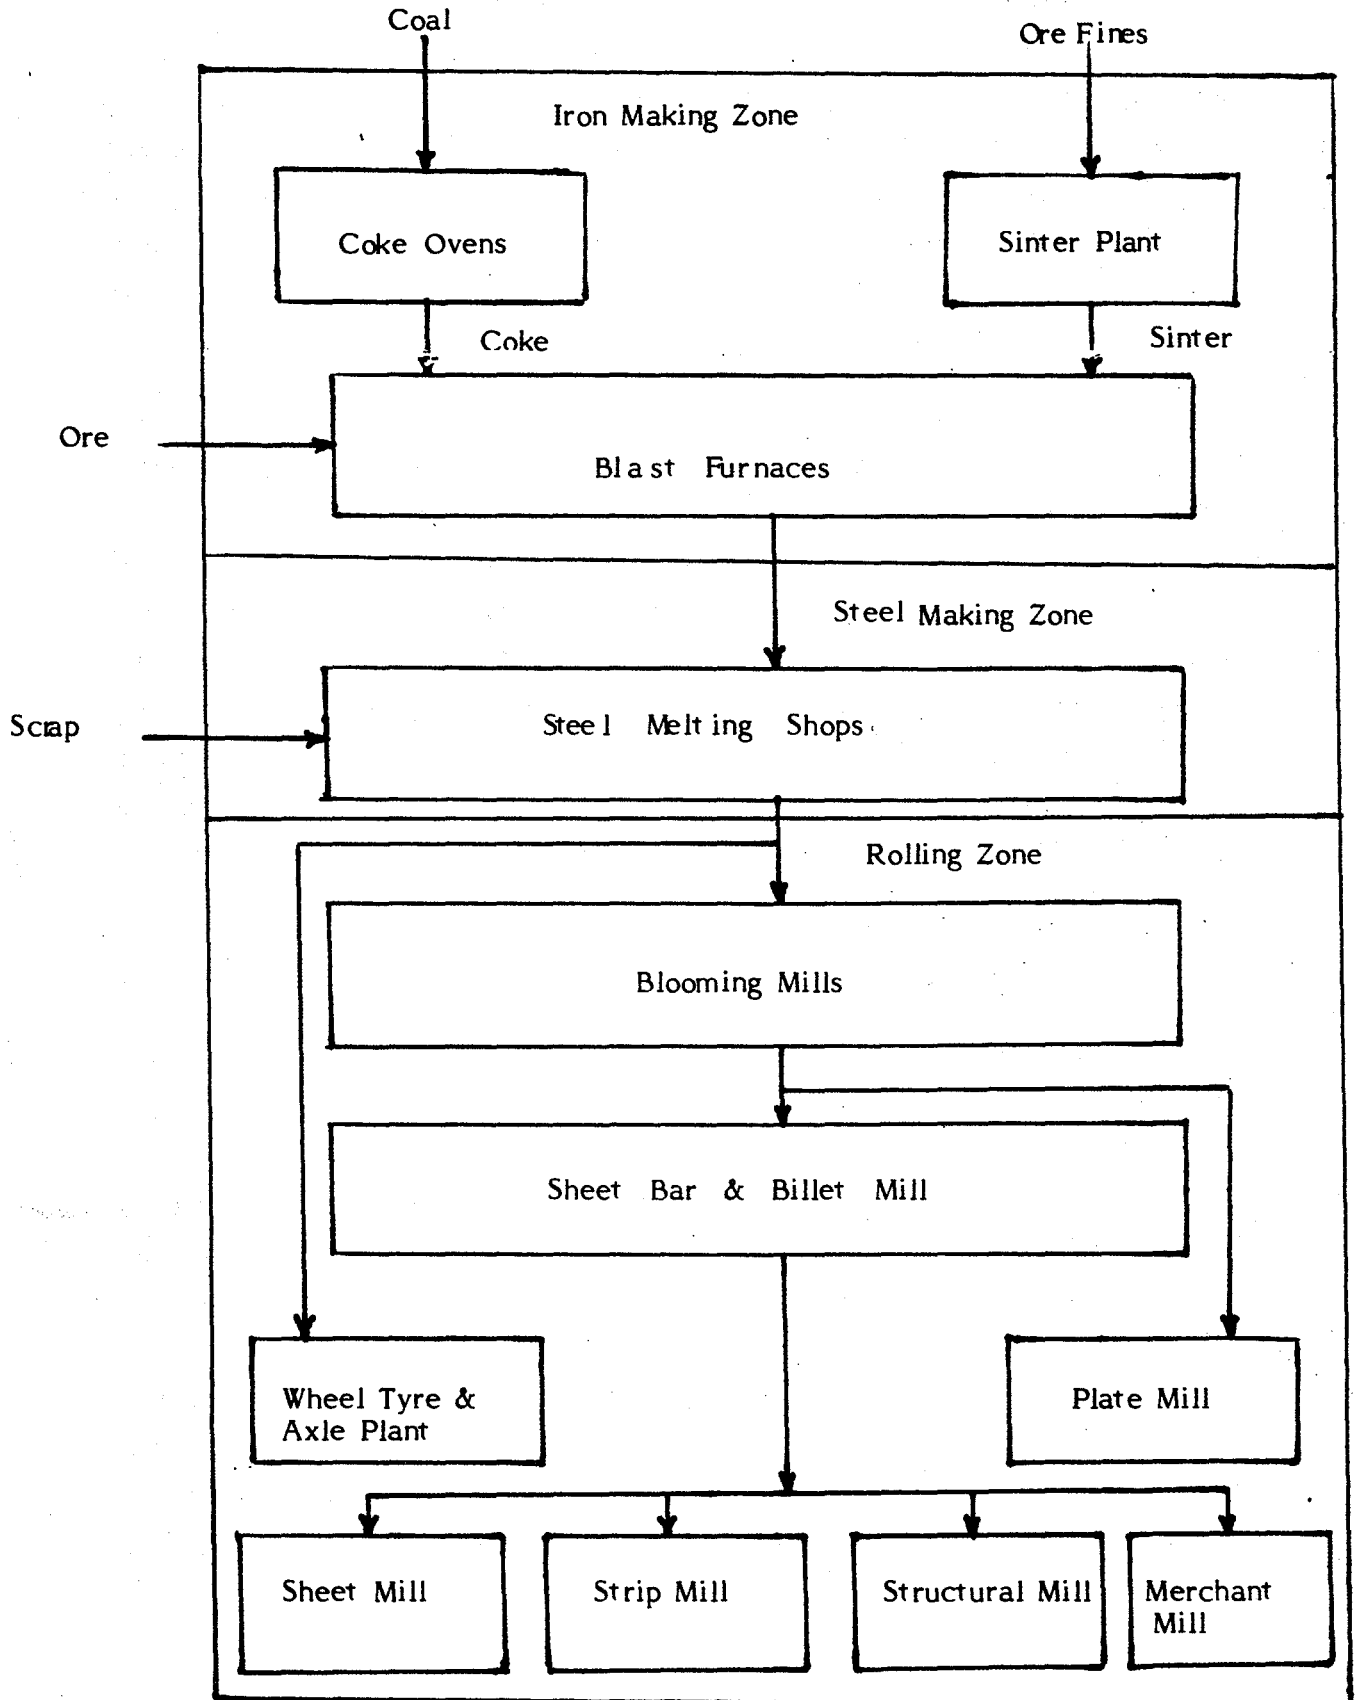 Coal
Ore Fines
Iron Making Zone
Coke Ovens
Sinter Plant
Coke
Sinter
Ore
Blast Furnaces
Steel Making Zone
Scrap
Steel Melting Shops
Rolling Zone
Blooming Mills
Sheet Bar & Billet Mill
Wheel Tyre &
Axle Plant
Plate Mill
Sheet Mill
Strip Mill
Structural Mill
Merchant
Mill